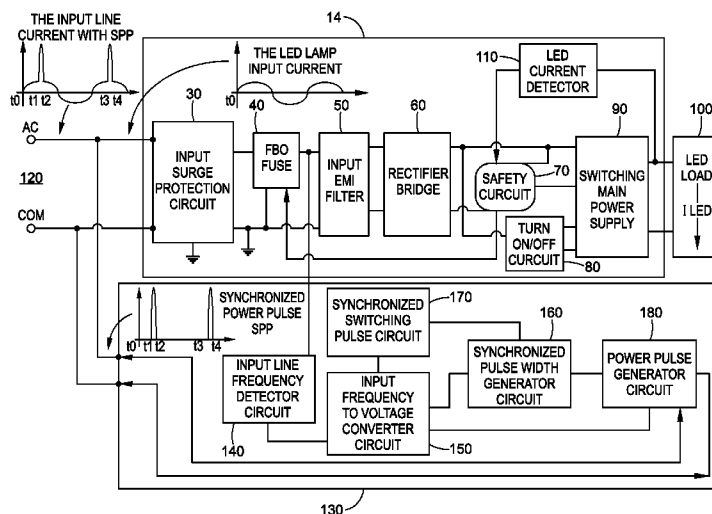 THE INPUT LINE
CURRENT WITH SPP
t0
t1
t2
t3
t4
14
THE LED LAMP
INPUT CURRENT
t0
110
LED
CURRENT
DETECTOR
AC
120
COM
30
INPUT
SURGE
PROTECTION
CIRCUIT
40
FBO
FUSE
50
INPUT
EMI
FILTER
60
RECTIFIER
BRIDGE
70
SAFETY
CURCUIT
TURN
ON/OFF
CURCUIT
80
90
SWITCHING
MAIN
POWER
SUPPLY
100
LED
LOAD
I LED
t0
t1
t2
t3
t4
SYNCHRONIZED
POWER PULSE
SPP
INPUT LINE
FREQUENCY
DETECTOR
CIRCUIT
140
170
SYNCHRONIZED
SWITCHING
PULSE CIRCUIT
INPUT
FREQUENCY
TO VOLTAGE
CONVERTER
CIRCUIT
150
160
SYNCHRONIZED
PULSE WIDTH
GENERATOR
CIRCUIT
180
POWER PULSE
GENERATOR
CIRCUIT
130